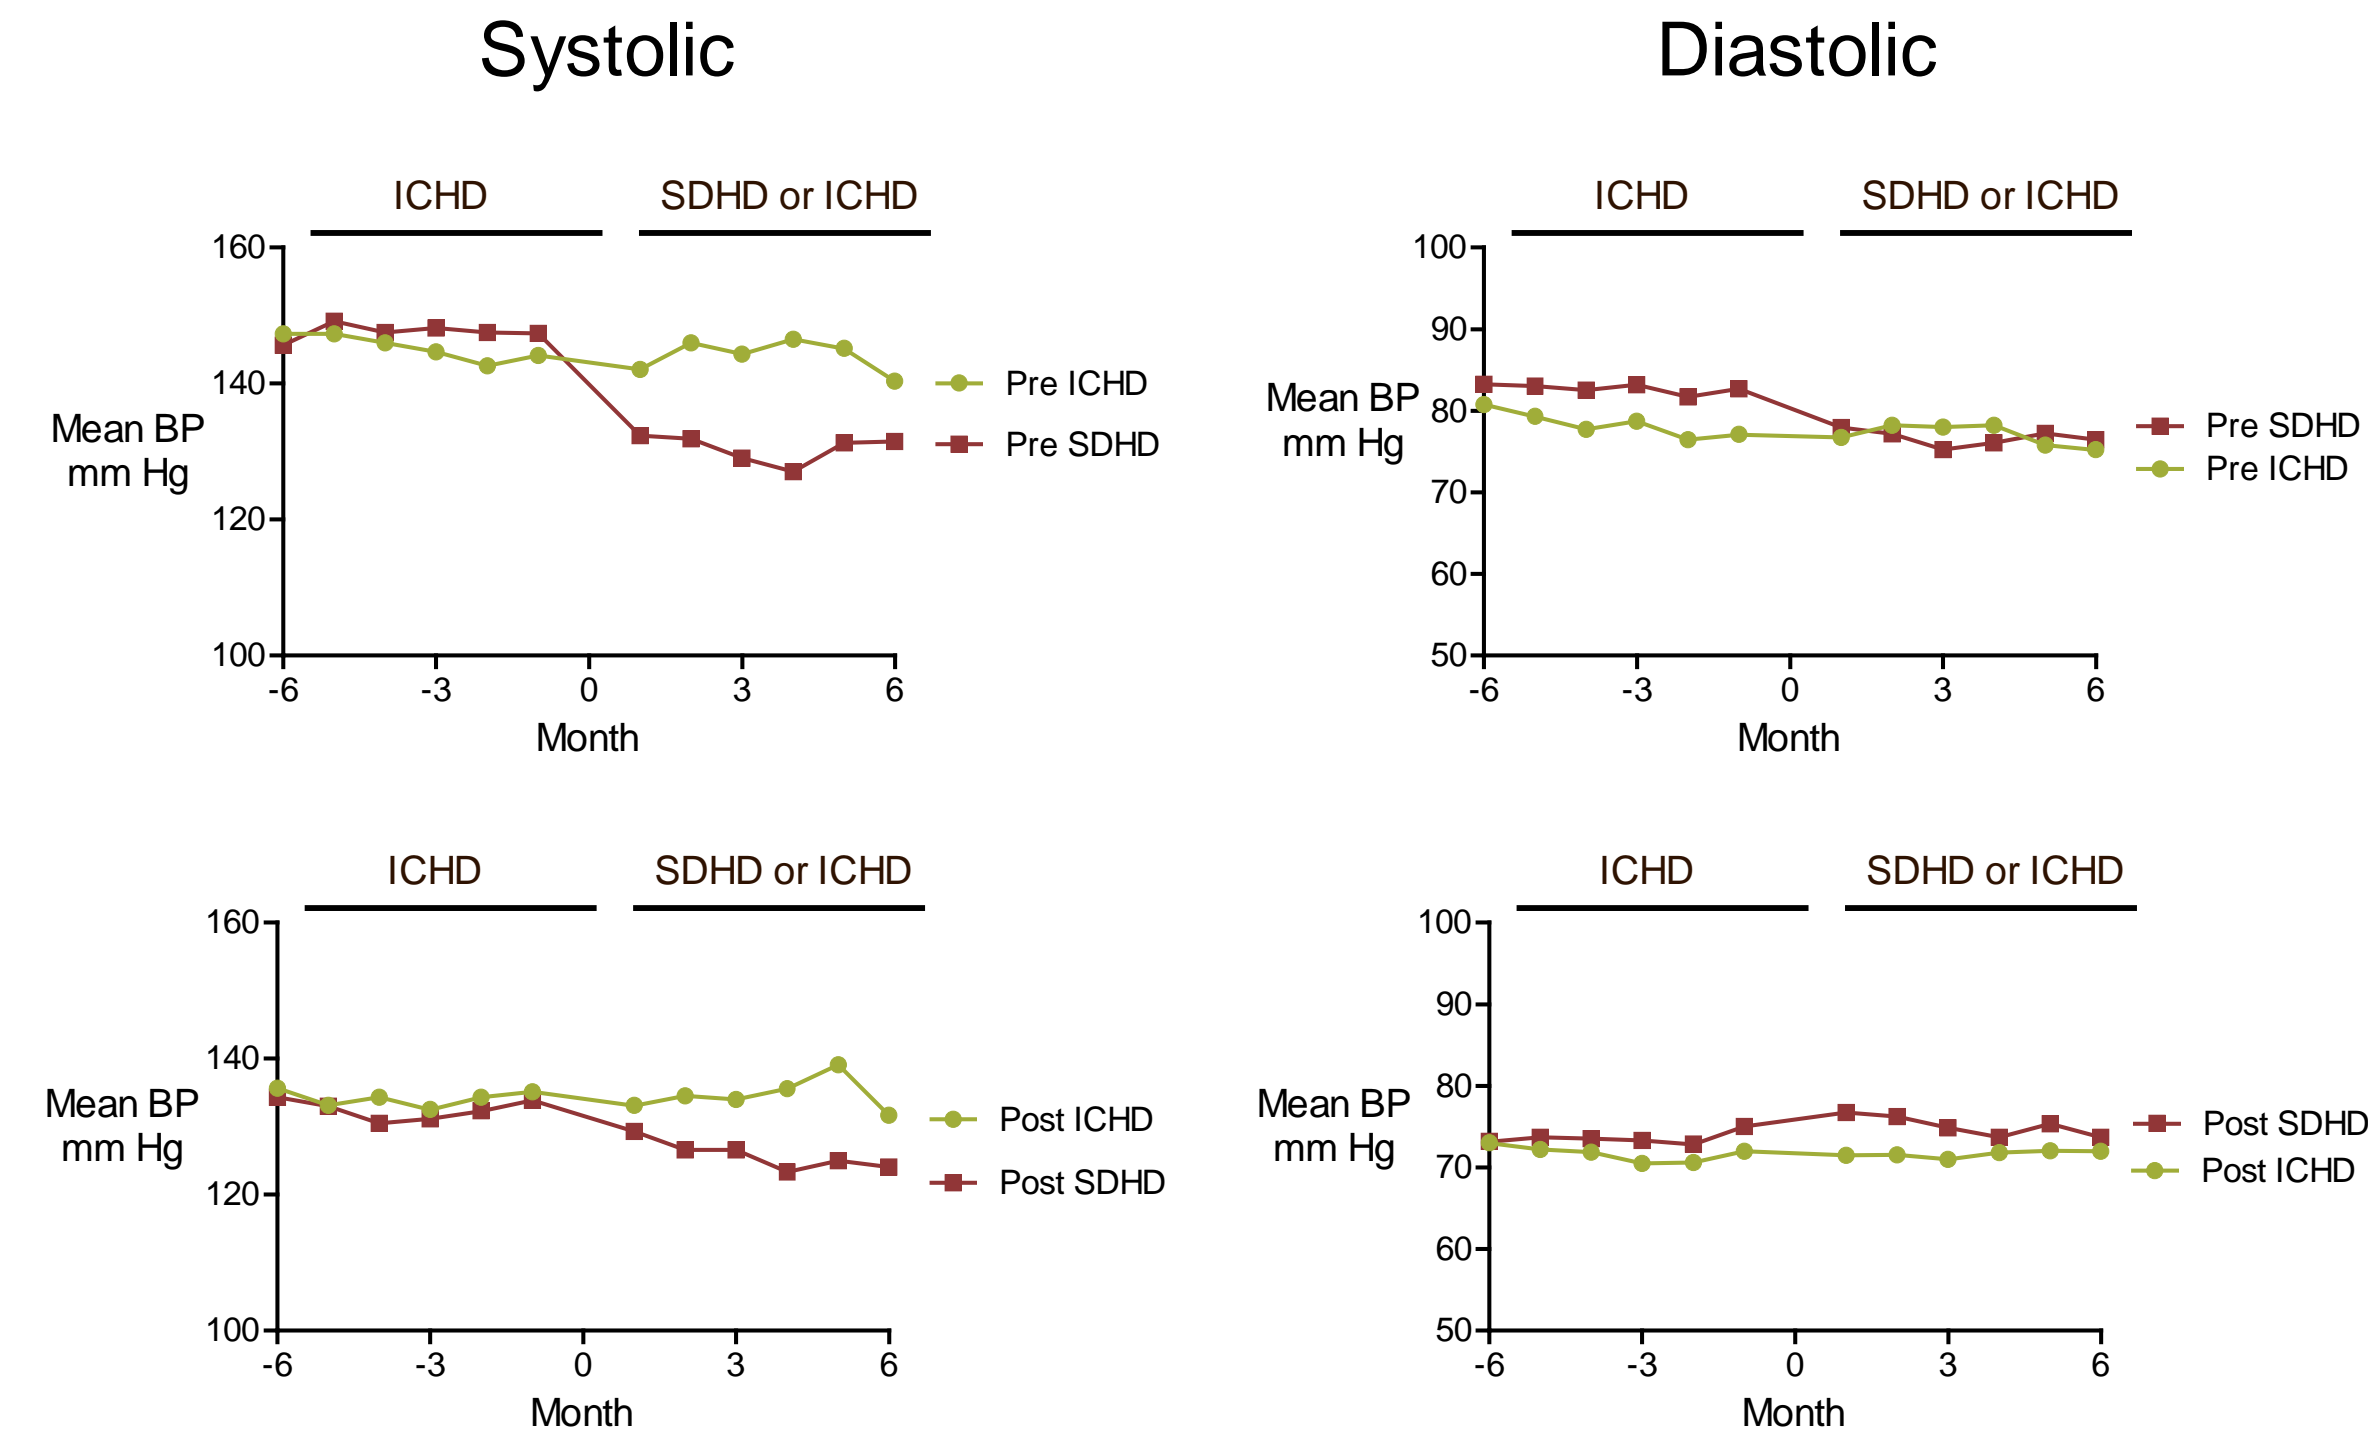 Systolic
Diastolic
ICHD
SDHD or ICHD
160
140
120
100
Mean BP
mm Hg
-6
-3
0
3
6
Month
Pre ICHD
Pre SDHD
ICHD
SDHD or ICHD
100
90
80
70
60
50
Mean BP
mm Hg
-6
-3
0
3
6
Month
Pre SDHD
Pre ICHD
ICHD
SDHD or ICHD
160
140
120
100
Mean BP
mm Hg
-6
-3
0
3
6
Month
Post ICHD
Post SDHD
ICHD
SDHD or ICHD
100
90
80
70
60
50
Mean BP
mm Hg
-6
-3
0
3
6
Month
Post SDHD
Post ICHD